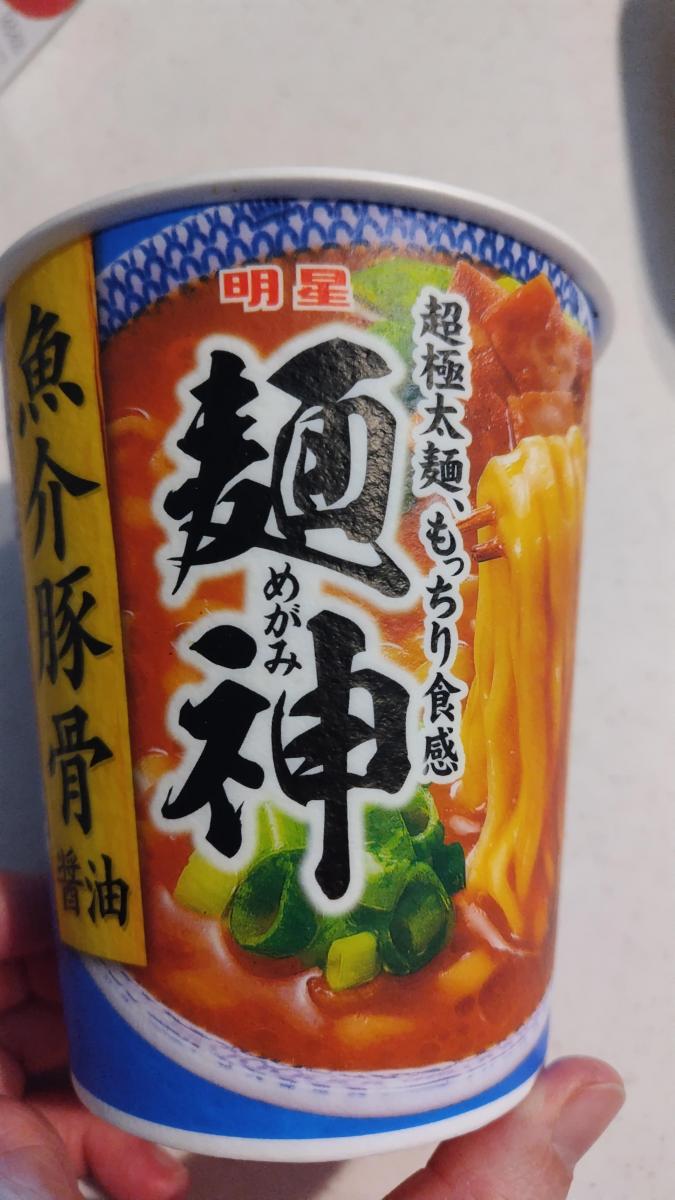 明星
超極太麺、もっちり食感
麺神
めがみ
魚介豚骨
醤油